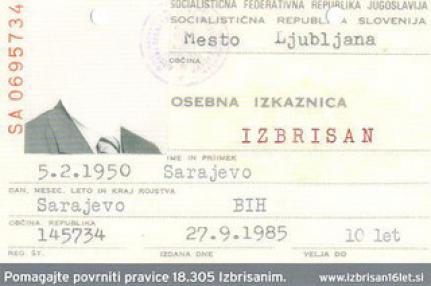 SOCIALISTIČNA FEDERATIVNA REPUBLIKA JUGOSLAVIJA
SOCIALISTIČNA REPUBLIKA SLOVENIJA
Mesto Ljubljana
OBČINA
SA0695734
OSEBNA IZKAZNICA
IZBRISAN
IME IN PRIIMEK
5.2.1950 Sarajevo
DAN, MESEC, LETO IN KRAJ ROJSTVA
Sarajevo BIH
OBČINA REPUBLIKA
145734 27.9.1985 10 let
REG. ŠT. IZDANA DNE VELJA DO
Pomagajte povrniti pravice 18.305 Izbrisanim. www.izbrisan16let.si